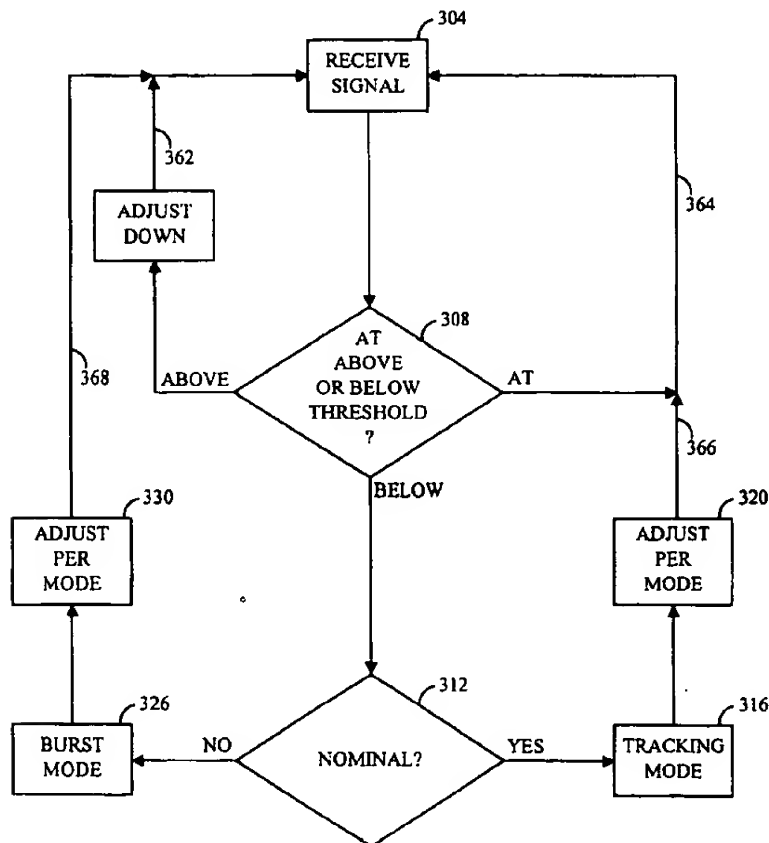 304
RECEIVE
SIGNAL
362
364
ADJUST
DOWN
308
AT
ABOVE
OR BELOW
THRESHOLD
?
ABOVE
AT
368
366
BELOW
330
320
ADJUST
PER
MODE
ADJUST
PER
MODE
312
326
316
BURST
MODE
NO
NOMINAL?
YES
TRACKING
MODE